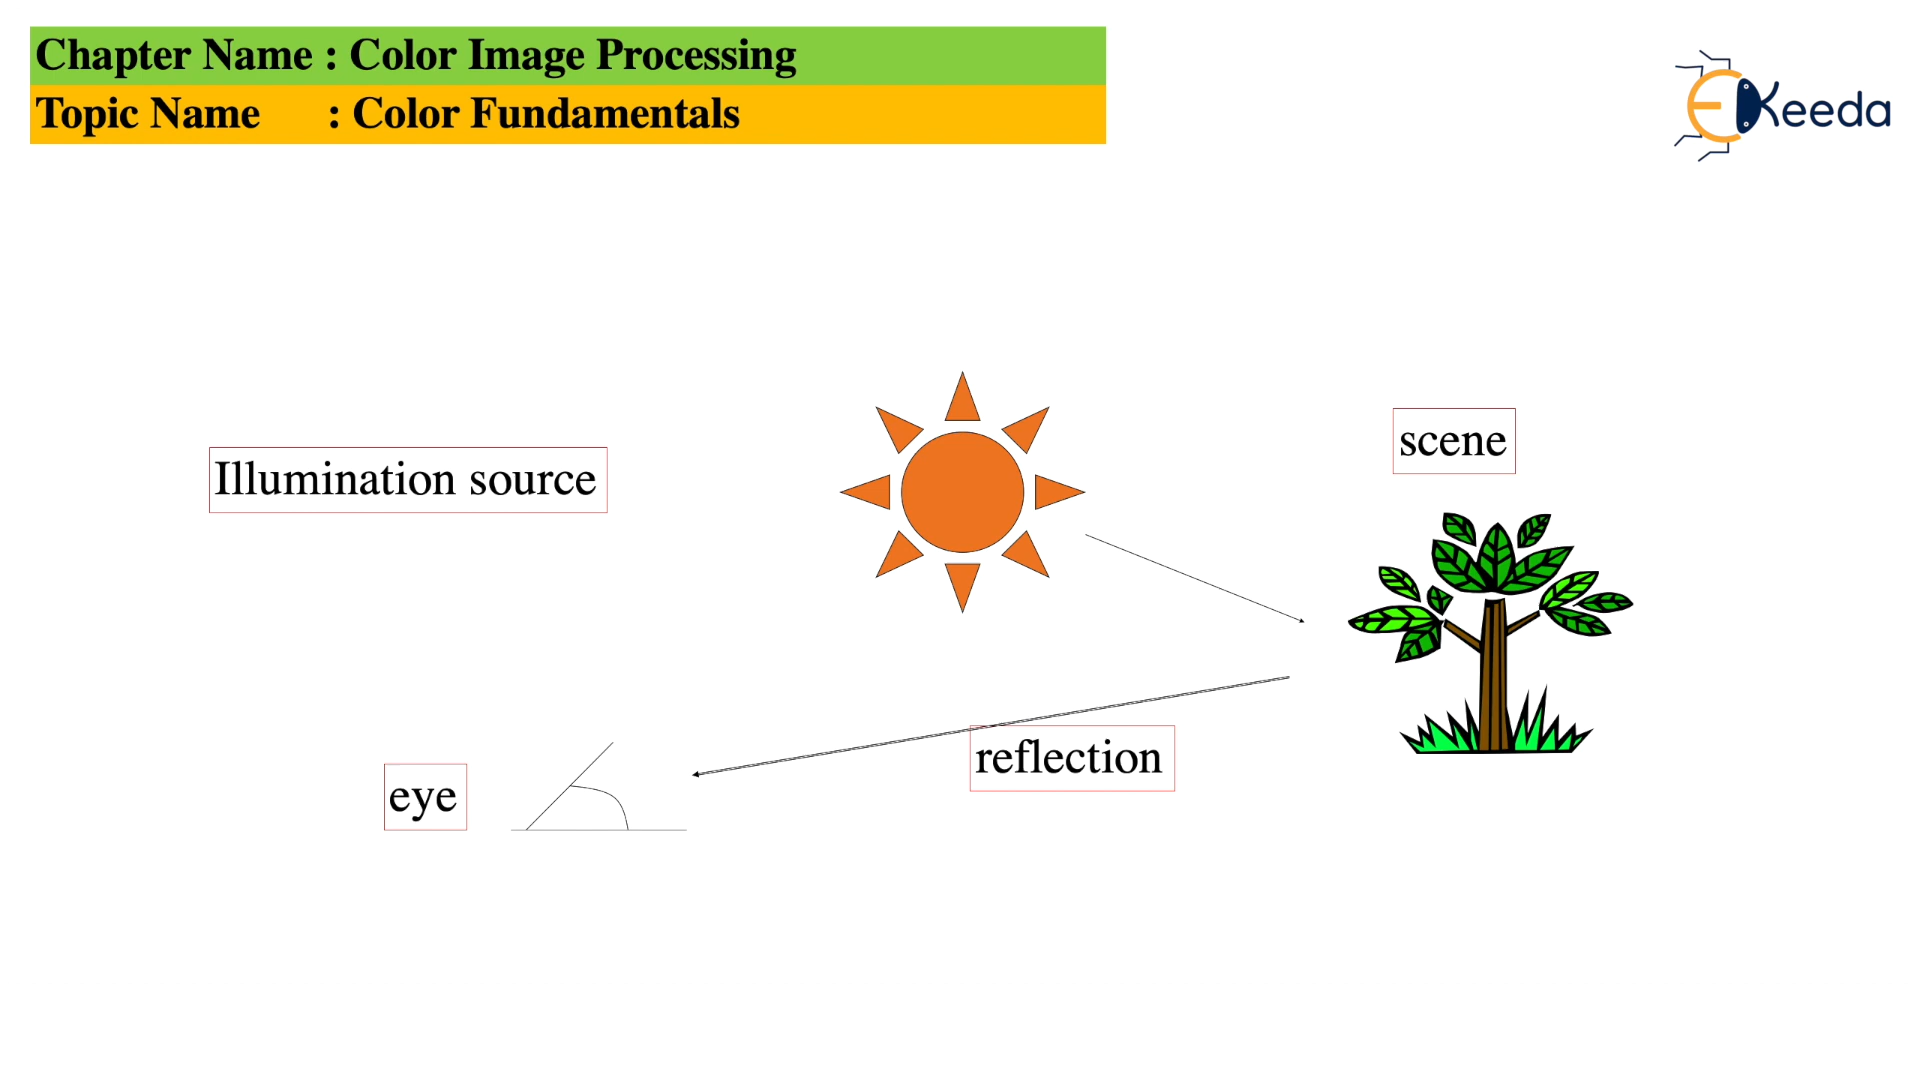 Chapter Name : Color Image Processing
Topic Name : Color Fundamentals
EKeeda
scene
Illumination source
reflection
eye